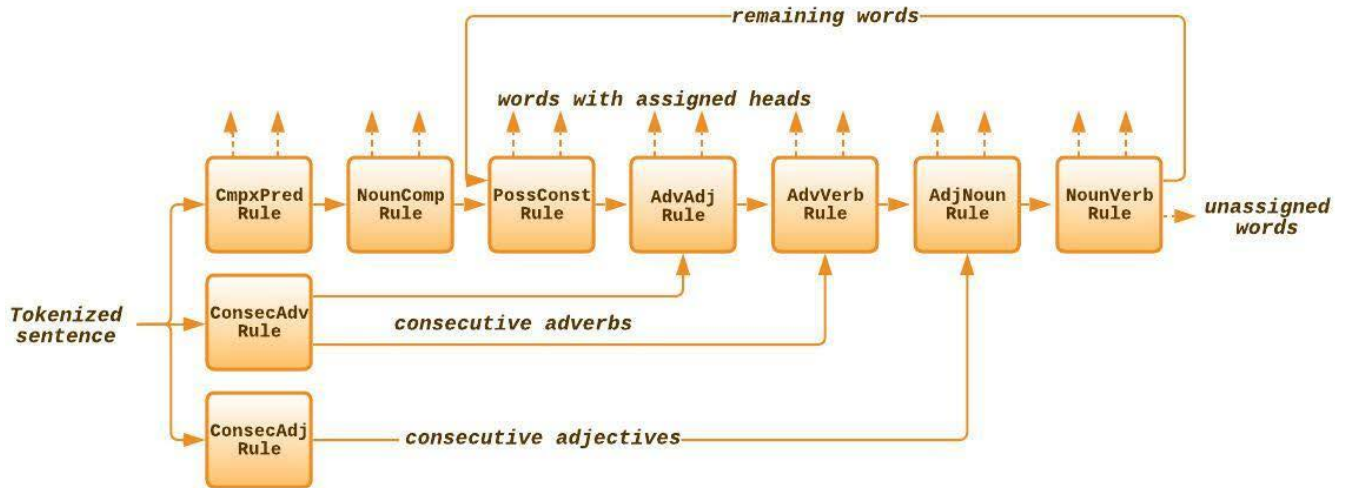 remaining words
words with assigned heads
CmpxPred
Rule
NounComp
Rule
PossConst
Rule
AdvAdj
Rule
AdvVerb
Rule
AdjNoun
Rule
NounVerb
Rule
unassigned
words
Tokenized
sentence
ConsecAdv
Rule
consecutive adverbs
ConsecAdj
Rule
consecutive adjectives